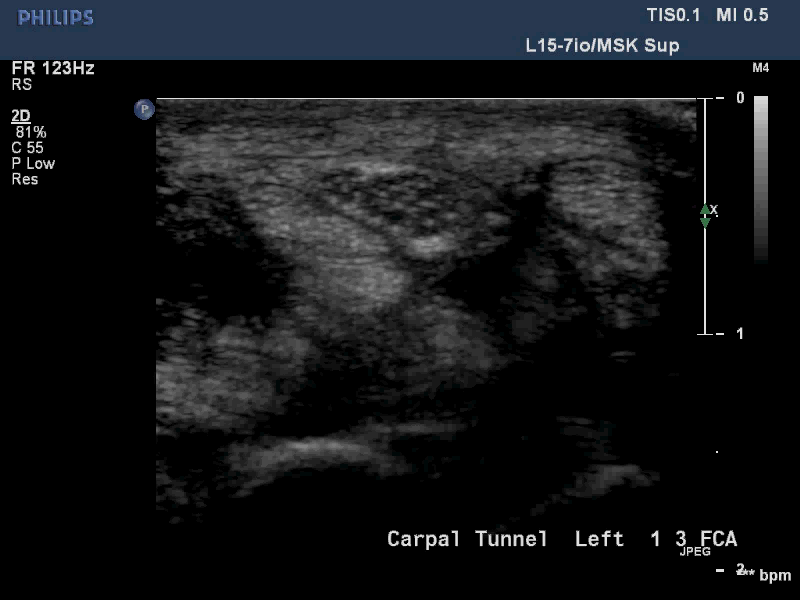 PHILIPS
TIS0.1 MI 0.5
L15-7io/MSK Sup
FR 123Hz
RS
M4
P
0
2D
81%
C 55
P Low
Res
X
1
Carpal Tunnel Left 1 3 FCA
JPEG
2
*** bpm